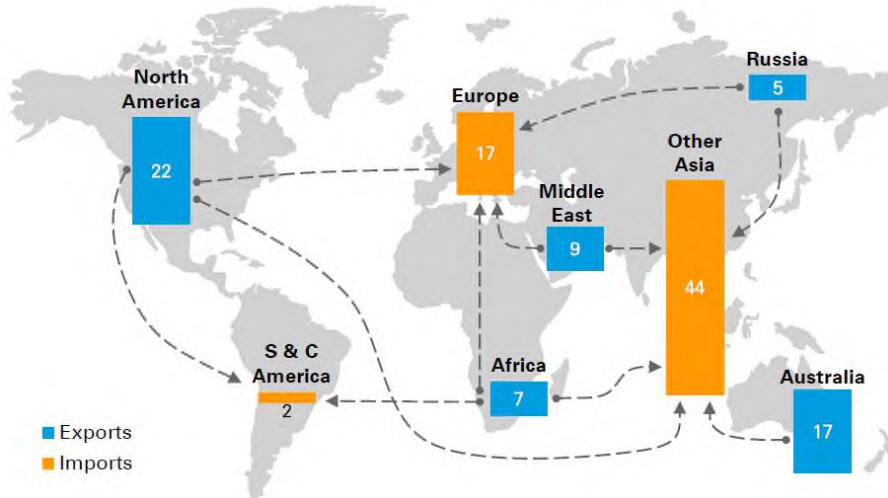 North
America
22
Europe
17
Russia
5
Other
Asia
44
Middle
East
9
S & C
America
2
Africa
7
Australia
17
Exports
Imports